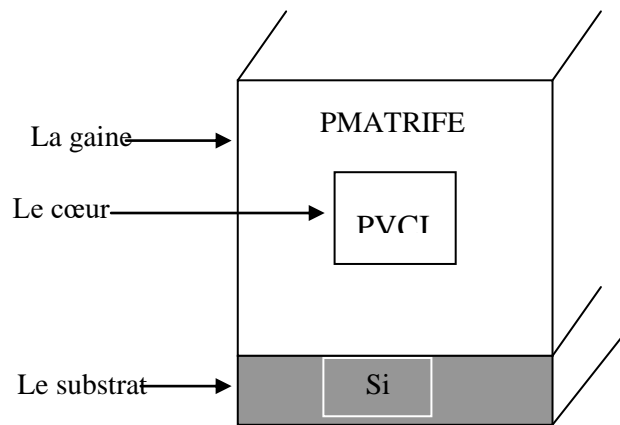 PMATRIFE
La gaine
Le cœur
PVCI
Le substrat
Si